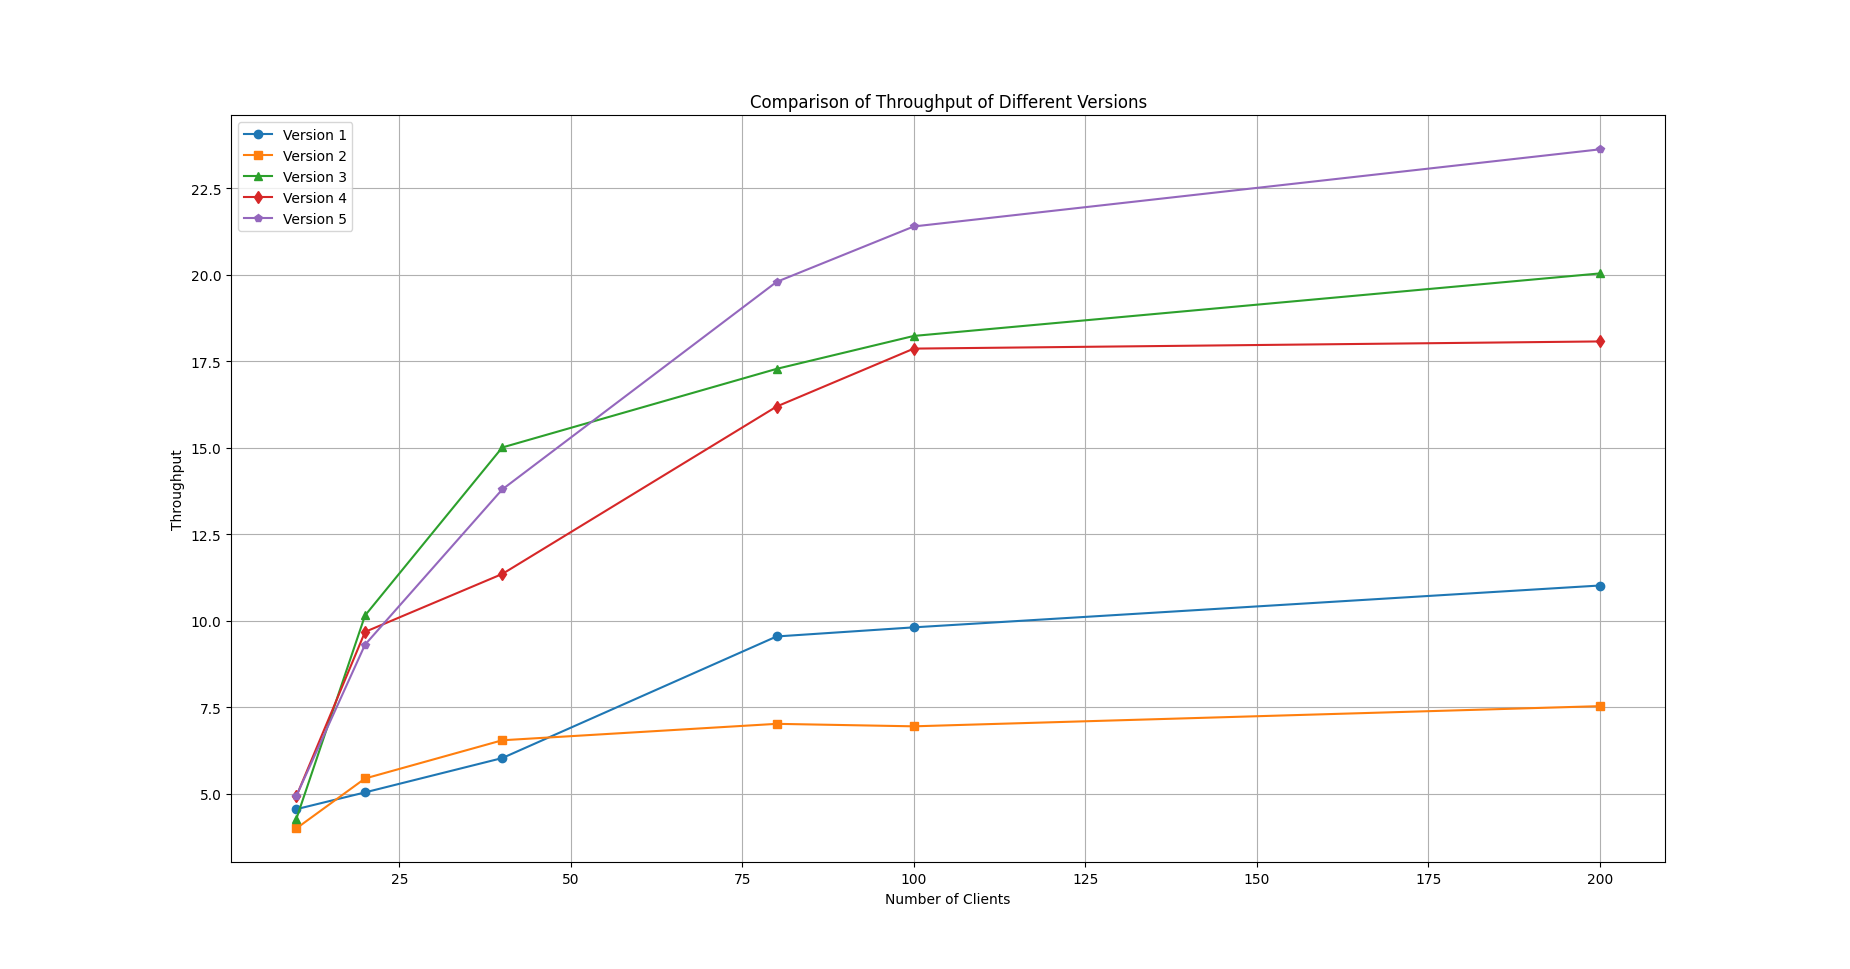 Comparison of Throughput of Different Versions
Version 1
Version 2
Version 3
Version 4
Version 5
22.5
20.0
17.5
15.0
12.5
10.0
7.5
5.0
Throughput
25 50 75 100 125 150 175 200
Number of Clients